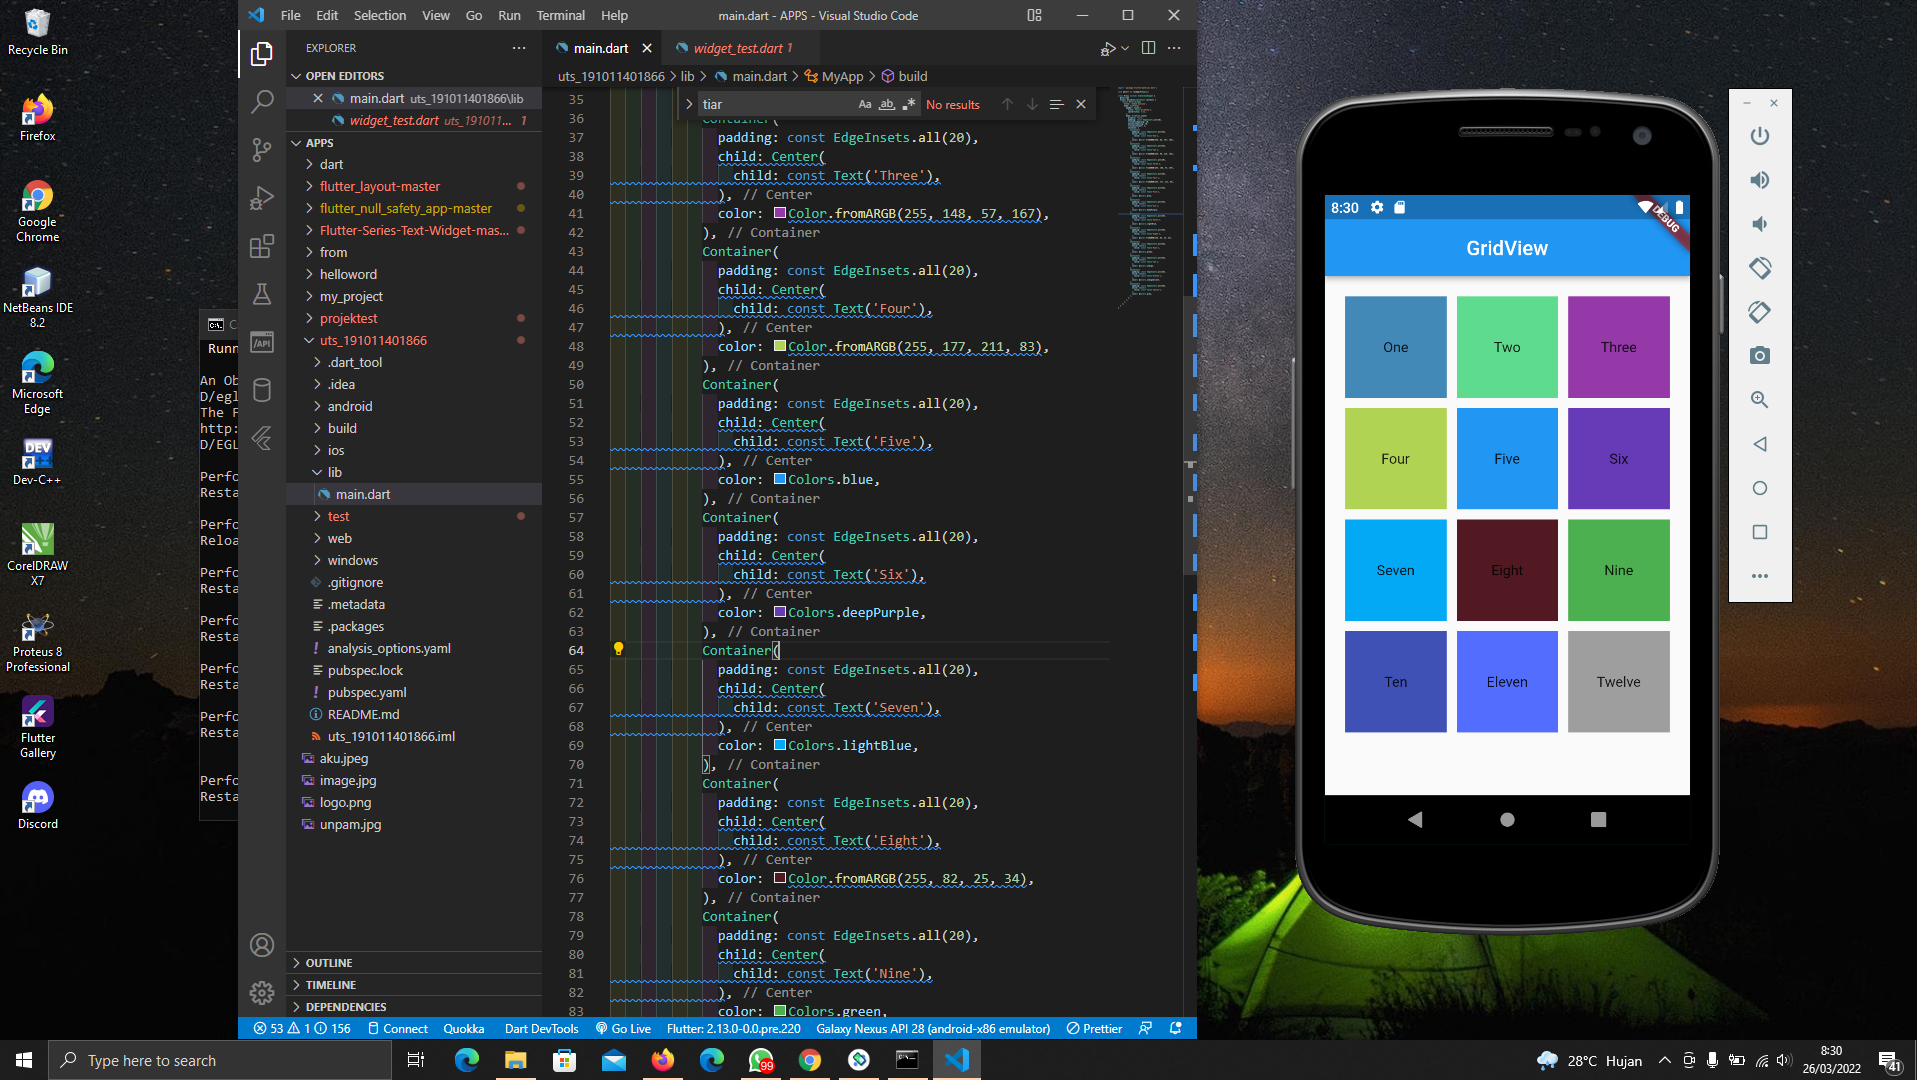 Recycle Bin
Firefox
Google
Chrome
NetBeans IDE
8.2
Microsoft
Edge
Dev-C++
CorelDRAW
X7
Proteus 8
Professional
Flutter
Gallery
Discord
Runn
An Ob
D/egl
The F
http:
D/EGL
Perfo
Resta
Perfo
Reloa
Perfo
Resta
Perfo
Resta
Perfo
Resta
Perfo
Resta
Perfo
Resta
File Edit Selection View Go Run Terminal Help
main.dart - APPS - Visual Studio Code
EXPLORER
OPEN EDITORS
main.dart uts_191011401866\lib
widget_test.dart uts_191011... 1
APPS
dart
flutter_layout-master
flutter_null_safety_app-master
Flutter-Series-Text-Widget-mas...
from
helloword
my_project
projektest
uts_191011401866
.dart_tool
.idea
android
build
ios
lib
main.dart
test
web
windows
.gitignore
.metadata
.packages
analysis_options.yaml
pubspec.lock
pubspec.yaml
README.md
uts_191011401866.iml
aku.jpeg
image.jpg
logo.png
unpam.jpg
OUTLINE
TIMELINE
DEPENDENCIES
main.dart
widget_test.dart 1
uts_191011401866 > lib > main.dart > MyApp > build
tiar
Aa ab
No results
35
36 Container(
37 padding: const EdgeInsets.all(20),
38 child: Center(
39 child: const Text('Three'),
40 ), // Center
41 color: Color.fromARGB(255, 148, 57, 167),
42 ), // Container
43 Container(
44 padding: const EdgeInsets.all(20),
45 child: Center(
46 child: const Text('Four'),
47 ), // Center
48 color: Color.fromARGB(255, 177, 211, 83),
49 ), // Container
50 Container(
51 padding: const EdgeInsets.all(20),
52 child: Center(
53 child: const Text('Five'),
54 ), // Center
55 color: Colors.blue,
56 ), // Container
57 Container(
58 padding: const EdgeInsets.all(20),
59 child: Center(
60 child: const Text('Six'),
61 ), // Center
62 color: Colors.deepPurple,
63 ), // Container
64 Container(
65 padding: const EdgeInsets.all(20),
66 child: Center(
67 child: const Text('Seven'),
68 ), // Center
69 color: Colors.lightBlue,
70 ), // Container
71 Container(
72 padding: const EdgeInsets.all(20),
73 child: Center(
74 child: const Text('Eight'),
75 ), // Center
76 color: Color.fromARGB(255, 82, 25, 34),
77 ), // Container
78 Container(
79 padding: const EdgeInsets.all(20),
80 child: Center(
81 child: const Text('Nine'),
82 ), // Center
83 color: Colors.green,
53 1 156 Connect Quokka Dart DevTools Go Live Flutter: 2.13.0-0.0.pre.220 Galaxy Nexus API 28 (android-x86 emulator) Prettier
8:30
DEBUG
GridView
One Two Three
Four Five Six
Seven Eight Nine
Ten Eleven Twelve
Type here to search
99
28°C Hujan
8:30
26/03/2022
41